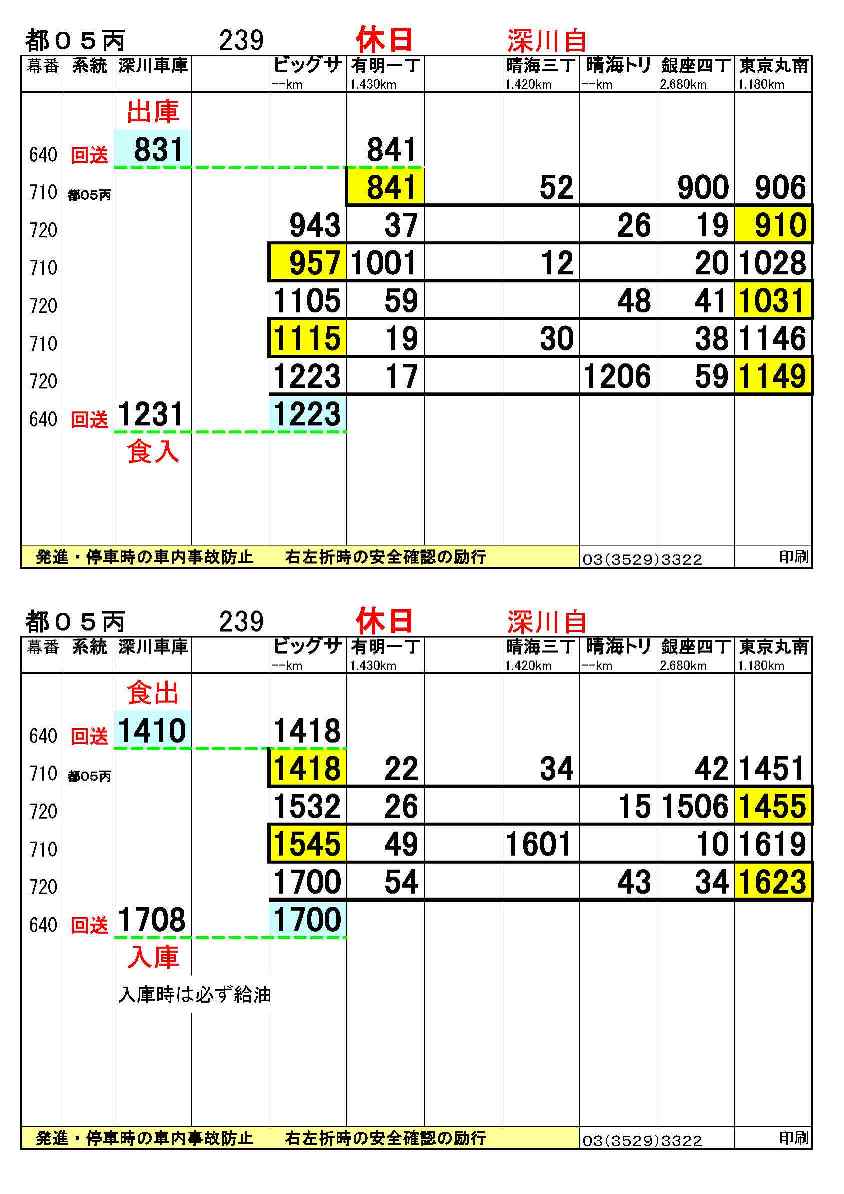 都０５丙 239 休日 深川自
幕番 系統 深川車庫 ビッグサ 有明一丁 晴海三丁 晴海トリ 銀座四丁 東京丸南
--km 1.430km 1.420km --km 2.680km 1.180km
出庫
640 回送 831 841
710 都０５丙 841 52 900 906
720 943 37 26 19 910
710 957 1001 12 20 1028
720 1105 59 48 41 1031
710 1115 19 30 38 1146
720 1223 17 1206 59 1149
640 回送 1231 1223
食入
発進・停車時の車内事故防止 右左折時の安全確認の励行 03(3529)3322 印刷
都０５丙 239 休日 深川自
幕番 系統 深川車庫 ビッグサ 有明一丁 晴海三丁 晴海トリ 銀座四丁 東京丸南
--km 1.430km 1.420km --km 2.680km 1.180km
食出
640 回送 1410 1418
710 都０５丙 1418 22 34 42 1451
720 1532 26 15 1506 1455
710 1545 49 1601 10 1619
720 1700 54 43 34 1623
640 回送 1708 1700
入庫
入庫時は必ず給油
発進・停車時の車内事故防止 右左折時の安全確認の励行 03(3529)3322 印刷